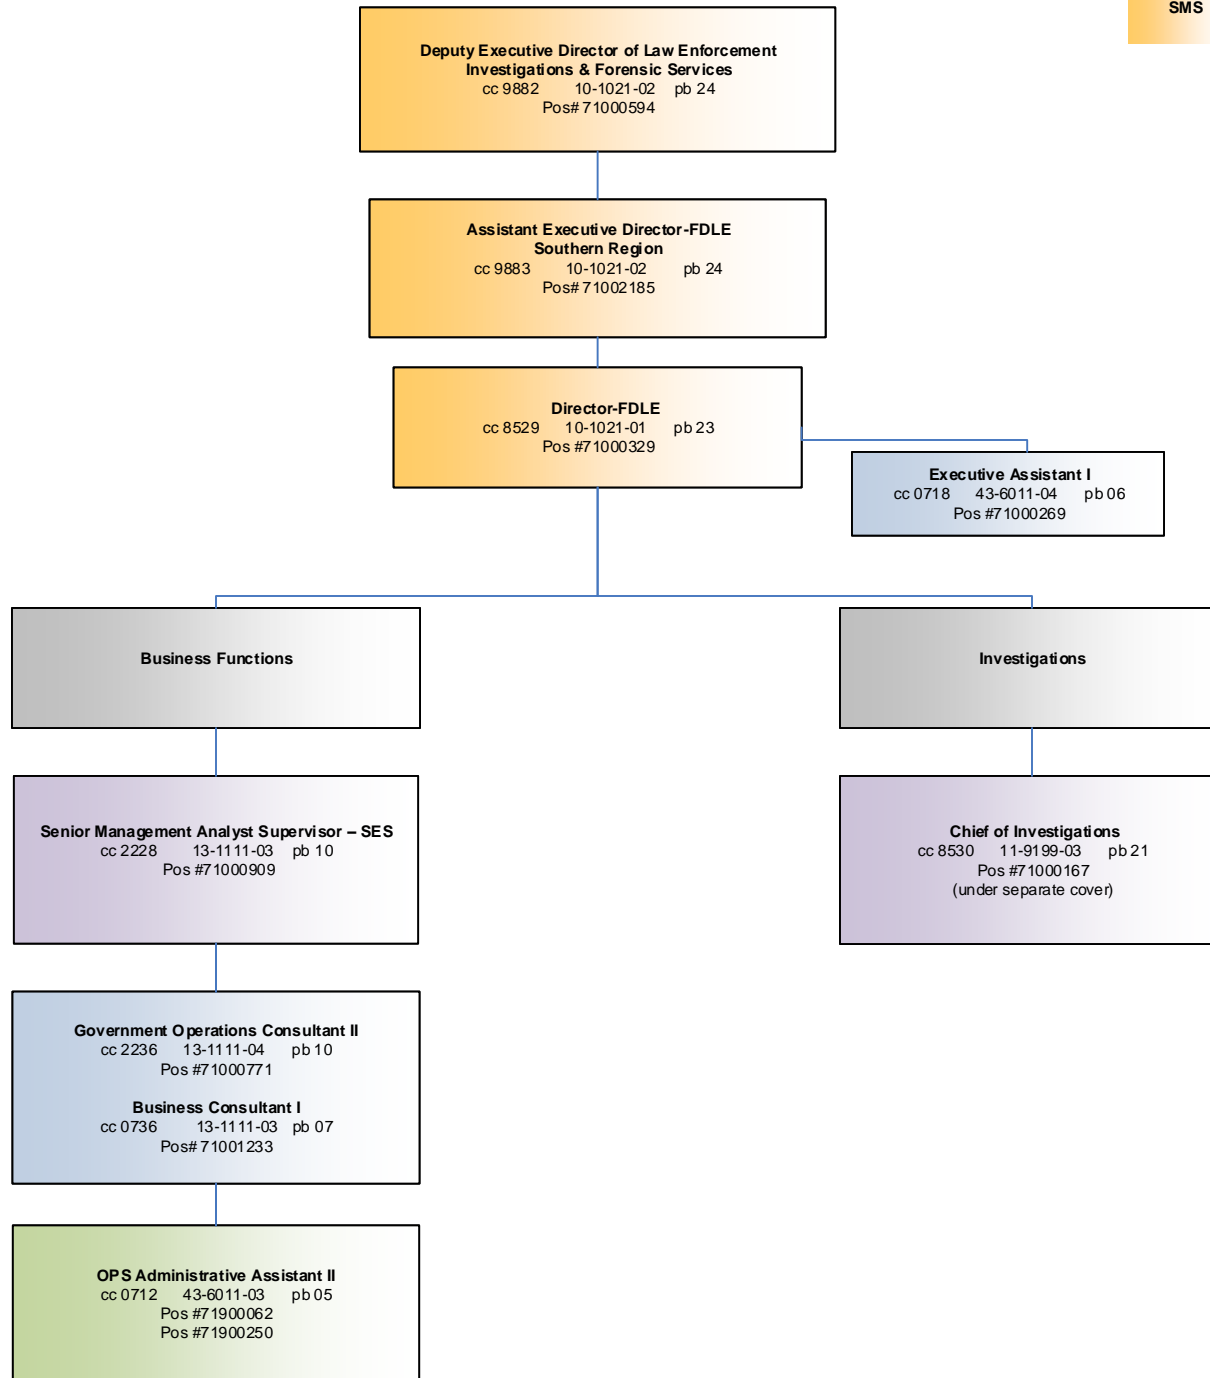 SMS
Deputy Executive Director of Law Enforcement
Investigations & Forensic Services
cc 9882 10-1021-02 pb 24
Pos# 71000594
Assistant Executive Director-FDLE
Southern Region
cc 9883 10-1021-02 pb 24
Pos# 71002185
Director-FDLE
cc 8529 10-1021-01 pb 23
Pos #71000329
Executive Assistant I
cc 0718 43-6011-04 pb 06
Pos #71000269
Business Functions
Investigations
Senior Management Analyst Supervisor – SES
cc 2228 13-1111-03 pb 10
Pos #71000909
Chief of Investigations
cc 8530 11-9199-03 pb 21
Pos #71000167
(under separate cover)
Government Operations Consultant II
cc 2236 13-1111-04 pb 10
Pos #71000771
Business Consultant I
cc 0736 13-1111-03 pb 07
Pos# 71001233
OPS Administrative Assistant II
cc 0712 43-6011-03 pb 05
Pos #71900062
Pos #71900250